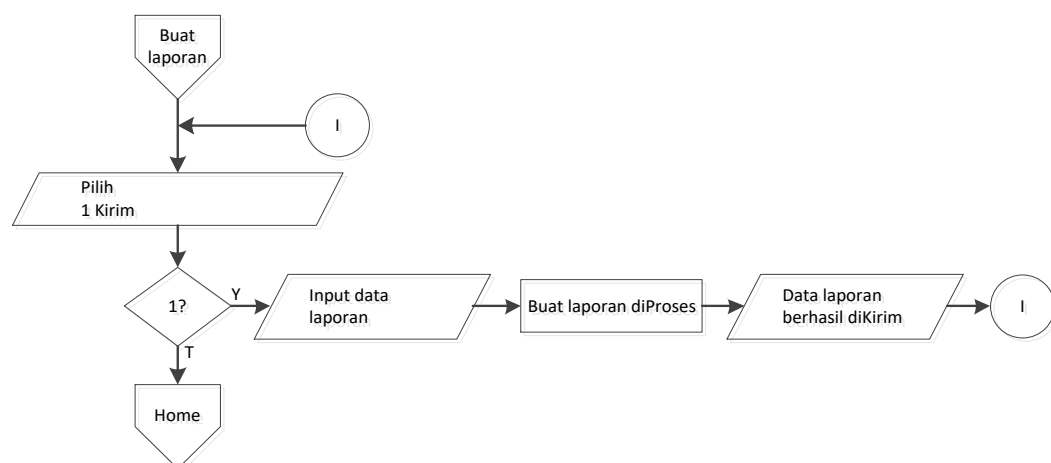 Buat
laporan
I
Pilih
1 Kirim
1?
Y
Input data
laporan
Buat laporan diProses
Data laporan
berhasil diKirim
I
T
Home